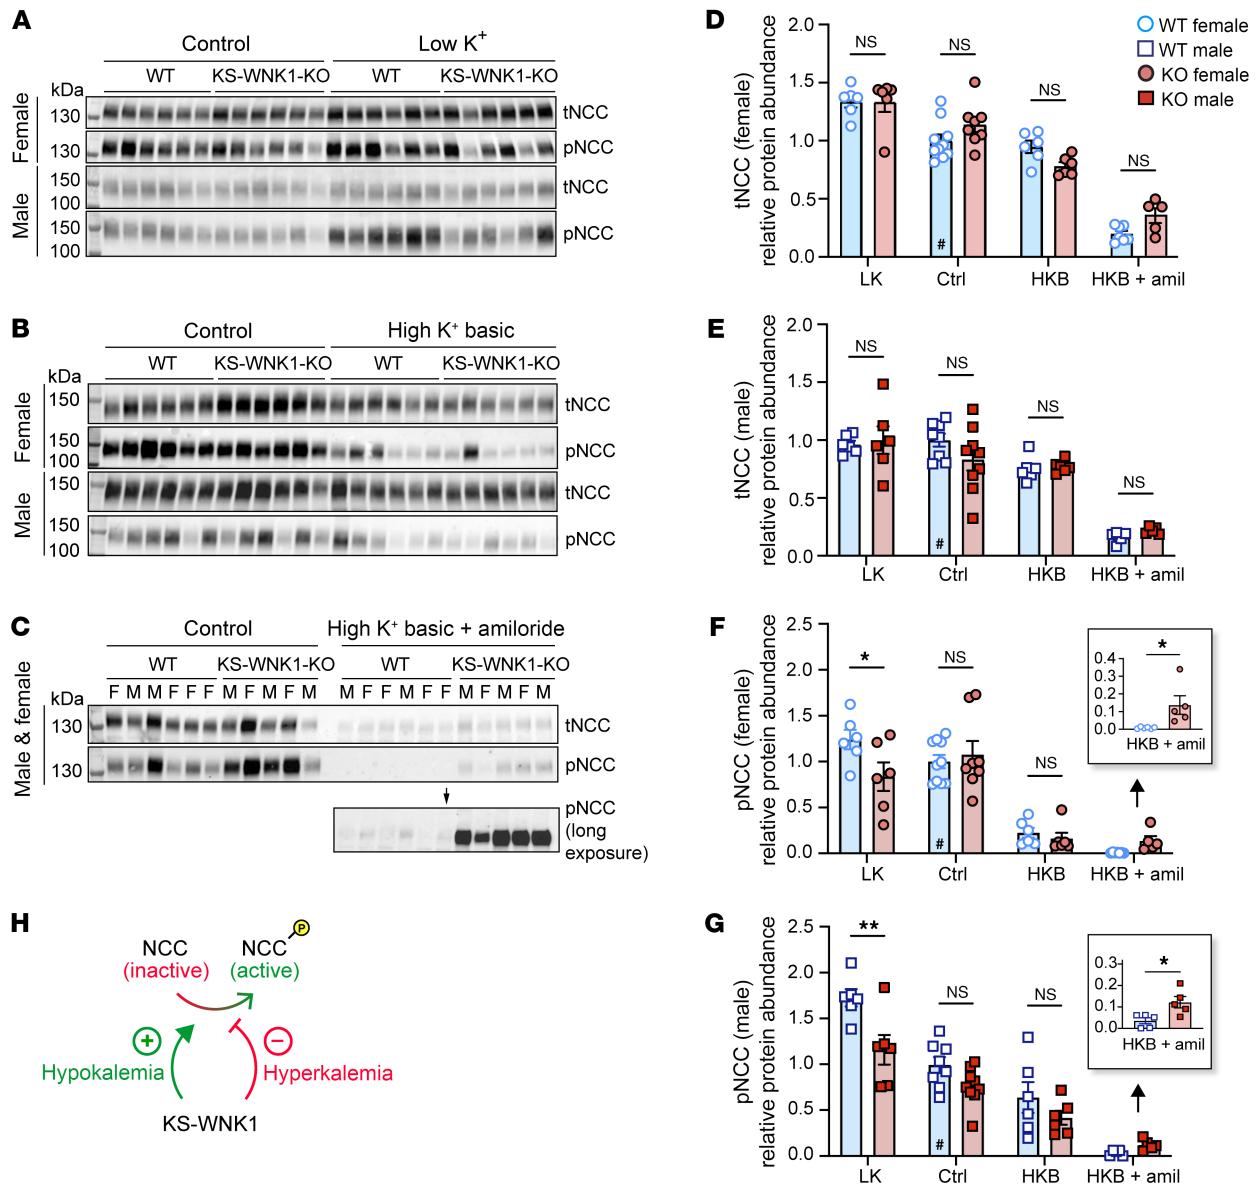 A
Control
Low K+
WT
KS-WNK1-KO
WT
KS-WNK1-KO
kDa
Female
130
tNCC
130
pNCC
Male
150
100
tNCC
150
100
pNCC
B
Control
High K+ basic
WT
KS-WNK1-KO
WT
KS-WNK1-KO
kDa
Female
150
tNCC
150
100
pNCC
Male
150
tNCC
150
100
pNCC
C
Control
High K+ basic + amiloride
WT
KS-WNK1-KO
WT
KS-WNK1-KO
F M M F F F M F M F M
M F F M F F M F M F M
kDa
Male & female
130
tNCC
130
pNCC
pNCC
(long
exposure)
H
NCC
(inactive)
NCC
P
(active)
+
Hypokalemia
−
Hyperkalemia
KS-WNK1
D
WT female
WT male
KO female
KO male
tNCC (female)
relative protein abundance
2.0
1.5
1.0
0.5
0.0
NS
NS
NS
NS
#
LK
Ctrl
HKB
HKB + amil
E
tNCC (male)
relative protein abundance
2.0
1.5
1.0
0.5
0.0
NS
NS
NS
NS
#
LK
Ctrl
HKB
HKB + amil
F
pNCC (female)
relative protein abundance
2.5
2.0
1.5
1.0
0.5
0.0
*
NS
NS
#
LK
Ctrl
HKB
HKB + amil
0.4
0.3
0.2
0.1
0.0
*
HKB + amil
G
pNCC (male)
relative protein abundance
2.5
2.0
1.5
1.0
0.5
0.0
**
NS
NS
#
LK
Ctrl
HKB
HKB + amil
0.3
0.2
0.1
0.0
*
HKB + amil